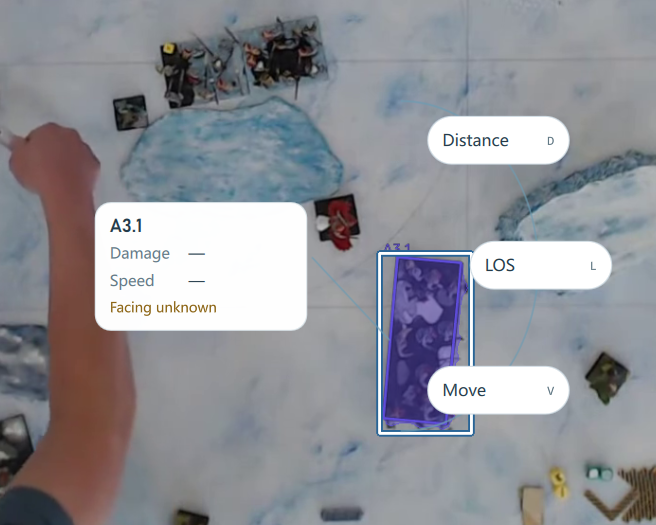 Distance D
A3.1
Damage —
Speed —
Facing unknown
A3.1
LOS L
Move V